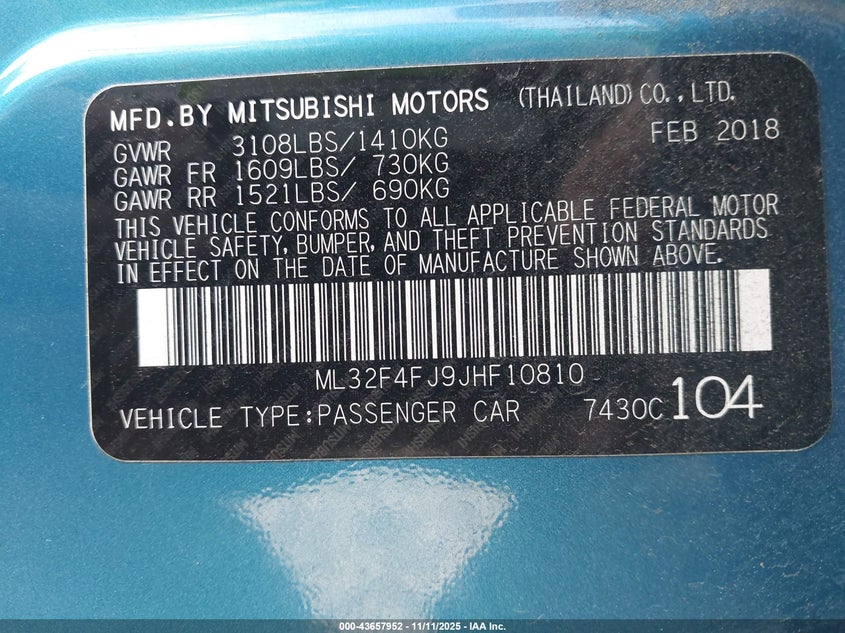 MFD.BY MITSUBISHI MOTORS (THAILAND)CO.,LTD.
GVWR 3108LBS/1410KG FEB 2018
GAWR FR 1609LBS/ 730KG
GAWR RR 1521LBS/ 690KG
THIS VEHICLE CONFORMS TO ALL APPLICABLE FEDERAL MOTOR
VEHICLE SAFETY, BUMPER, AND THEFT PREVENTION STANDARDS
IN EFFECT ON THE DATE OF MANUFACTURE SHOWN ABOVE.
ML32F4FJ9JHF10810
VEHICLE TYPE:PASSENGER CAR 7430C 104
000-43657952 - 11/11/2025 - IAA Inc.